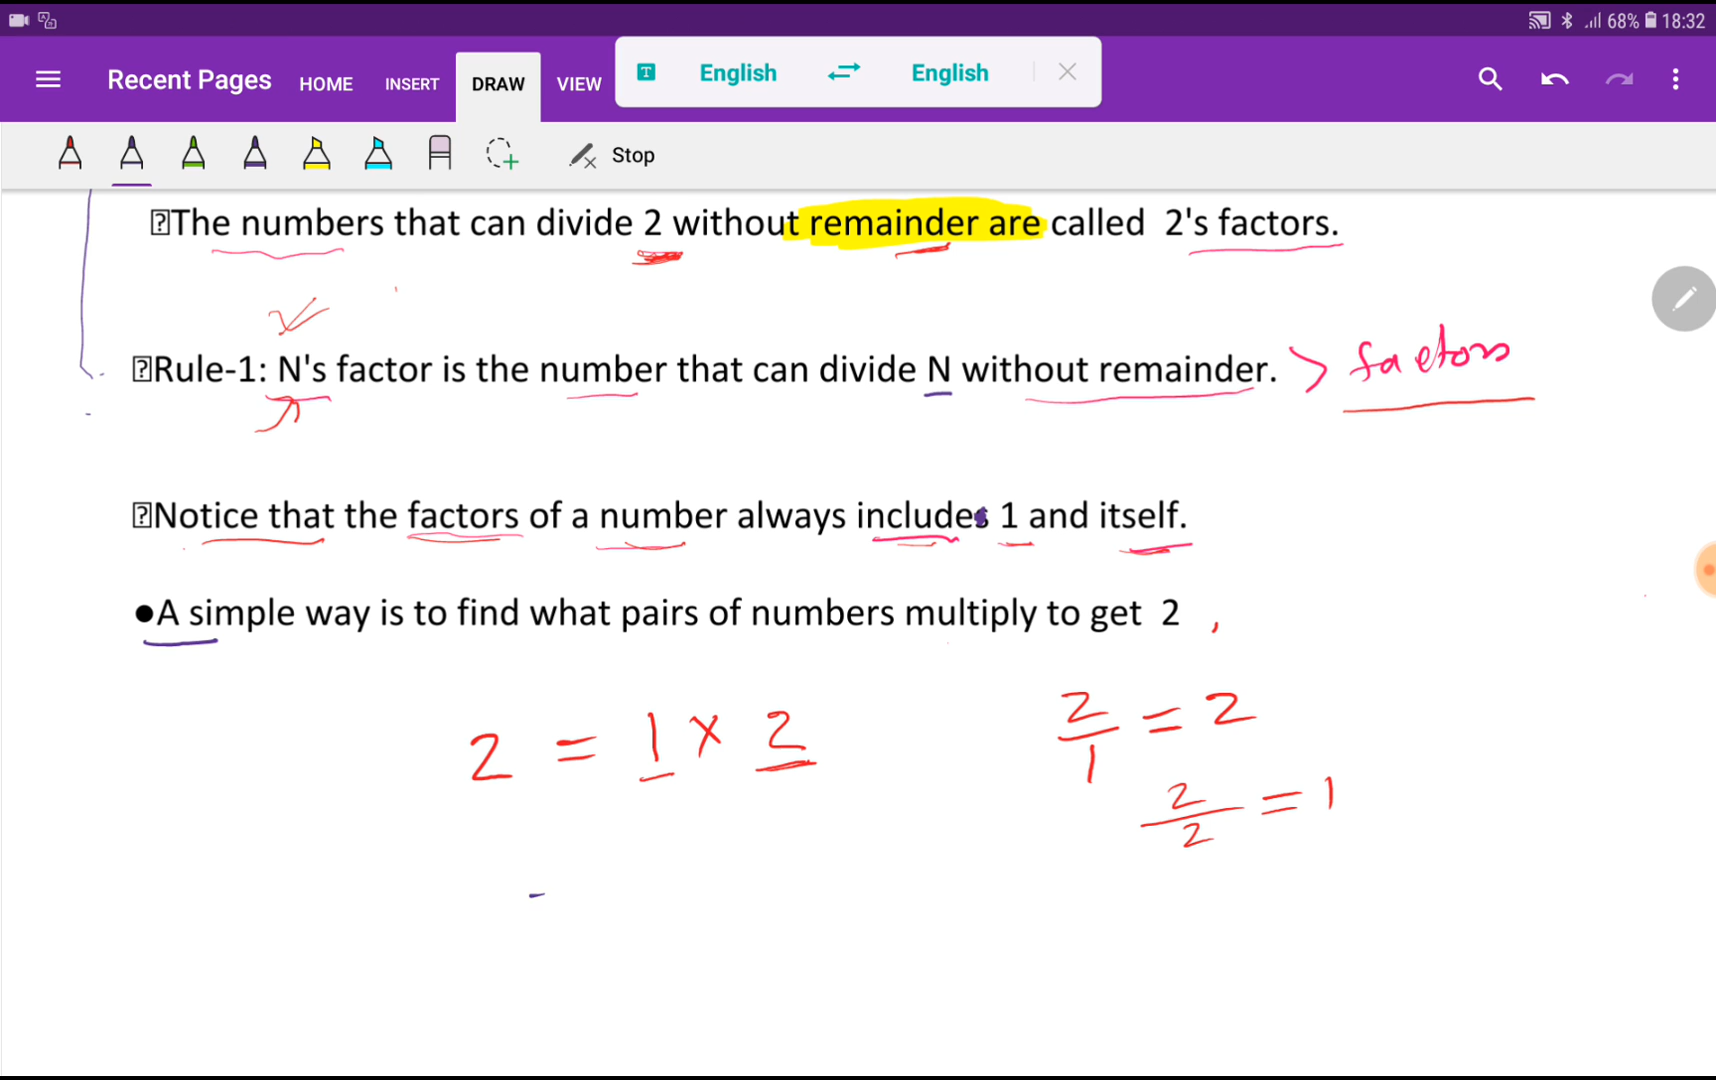 68% 18:32
Recent Pages HOME INSERT DRAW VIEW English English
Stop
The numbers that can divide 2 without remainder are called 2's factors.
Rule-1: N's factor is the number that can divide N without remainder. > factors
Notice that the factors of a number always includes 1 and itself.
●A simple way is to find what pairs of numbers multiply to get 2 ,
2 = 1 × 2
2/1 = 2
2/2 = 1